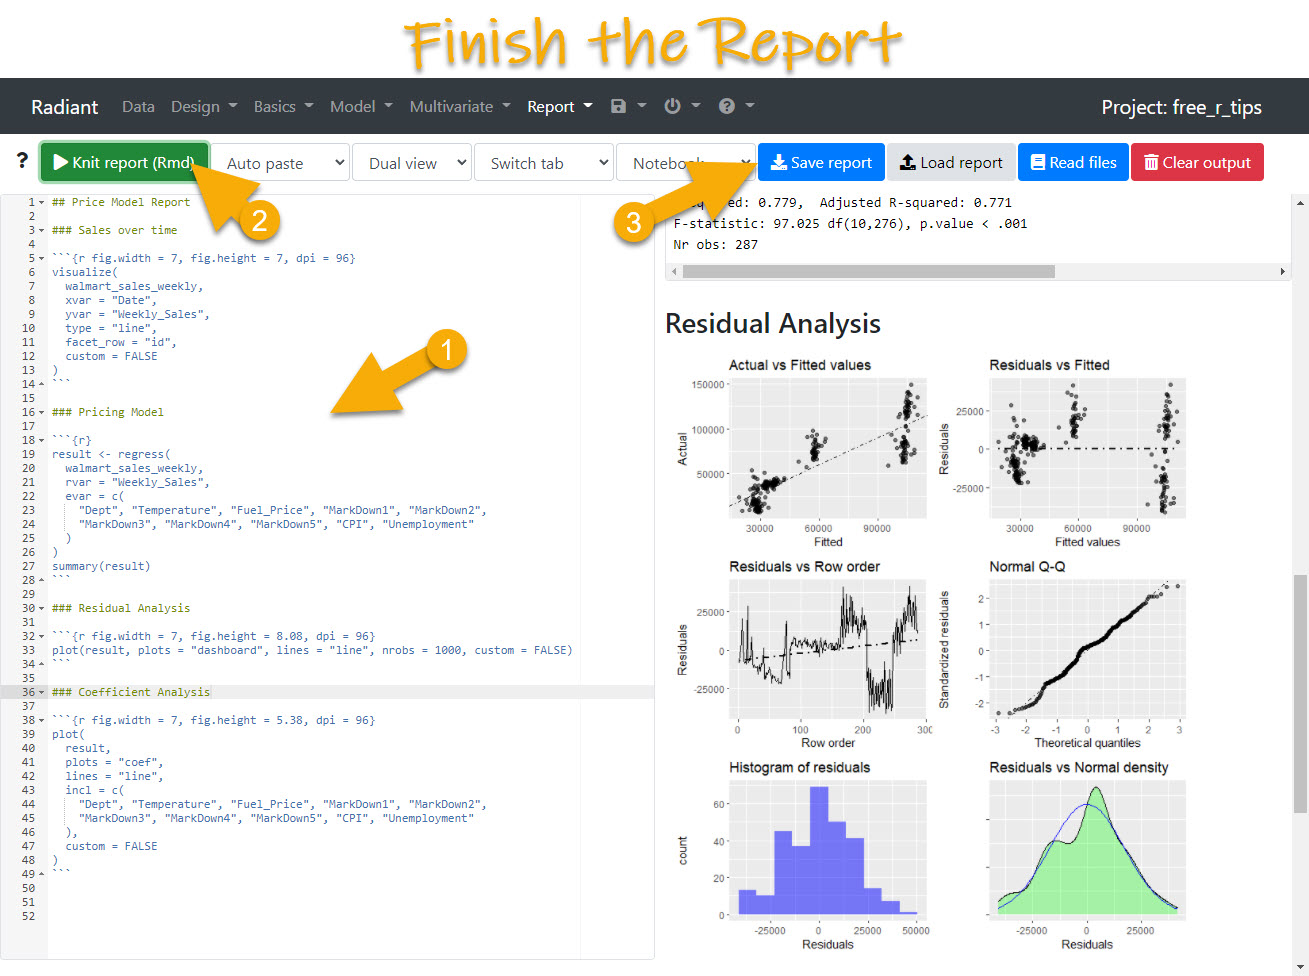 Finish the Report
Radiant Data Design Basics Model Multivariate Report Project: free_r_tips
? Knit report (Rmd) Auto paste Dual view Switch tab Notebook Save report Load report Read files Clear output
1
2
3
1 ## Price Model Report
2
3 ### Sales over time
4
5 ```{r fig.width = 7, fig.height = 7, dpi = 96}
6 visualize(
7 walmart_sales_weekly,
8 xvar = "Date",
9 yvar = "Weekly_Sales",
10 type = "line",
11 facet_row = "id",
12 custom = FALSE
13 )
14 ```
15
16 ### Pricing Model
17
18 ```{r}
19 result <- regress(
20 walmart_sales_weekly,
21 rvar = "Weekly_Sales",
22 evar = c(
23 "Dept", "Temperature", "Fuel_Price", "MarkDown1", "MarkDown2",
24 "MarkDown3", "MarkDown4", "MarkDown5", "CPI", "Unemployment"
25 )
26 )
27 summary(result)
28 ```
29
30 ### Residual Analysis
31
32 ```{r fig.width = 7, fig.height = 8.08, dpi = 96}
33 plot(result, plots = "dashboard", lines = "line", nrobs = 1000, custom = FALSE)
34 ```
35
36 ### Coefficient Analysis
37
38 ```{r fig.width = 7, fig.height = 5.38, dpi = 96}
39 plot(
40 result,
41 plots = "coef",
42 lines = "line",
43 incl = c(
44 "Dept", "Temperature", "Fuel_Price", "MarkDown1", "MarkDown2",
45 "MarkDown3", "MarkDown4", "MarkDown5", "CPI", "Unemployment"
46 ),
47 custom = FALSE
48 )
49 ```
50
51
52
0.779, Adjusted R-squared: 0.771
F-statistic: 97.025 df(10,276), p.value < .001
Nr obs: 287
Residual Analysis
Actual vs Fitted values
150000
100000
50000
Actual
30000 60000 90000
Fitted
Residuals vs Fitted
25000
0
-25000
Residuals
30000 60000 90000
Fitted values
Residuals vs Row order
25000
0
-25000
Residuals
0 100 200
Row order
Normal Q-Q
2
1
0
-1
-2
Standardized residuals
-3 -2 -1 0 1 2 3
Theoretical quantiles
Histogram of residuals
60
40
20
0
count
-25000 0 25000 50000
Residuals
Residuals vs Normal density
-25000 0 25000
Residuals